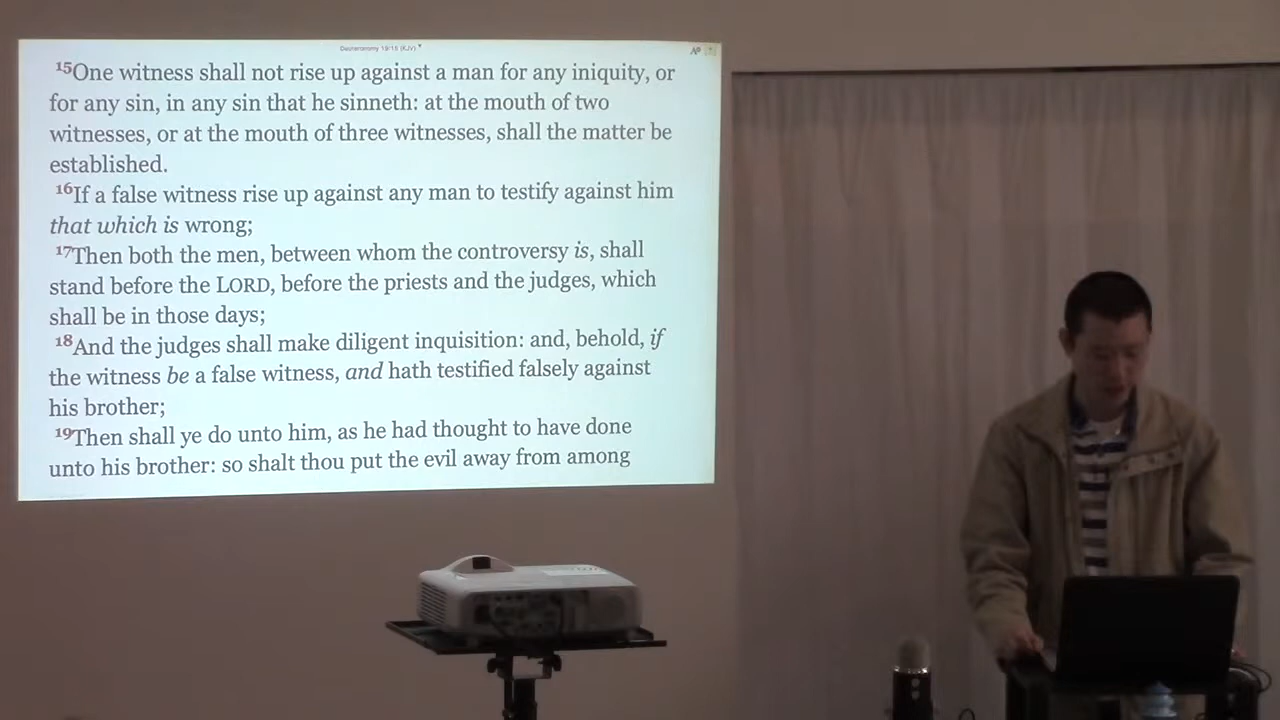 Deuteronomy 19:15 (KJV)
15One witness shall not rise up against a man for any iniquity, or
for any sin, in any sin that he sinneth: at the mouth of two
witnesses, or at the mouth of three witnesses, shall the matter be
established.
16If a false witness rise up against any man to testify against him
that which is wrong;
17Then both the men, between whom the controversy is, shall
stand before the LORD, before the priests and the judges, which
shall be in those days;
18And the judges shall make diligent inquisition: and, behold, if
the witness be a false witness, and hath testified falsely against
his brother;
19Then shall ye do unto him, as he had thought to have done
unto his brother: so shalt thou put the evil away from among